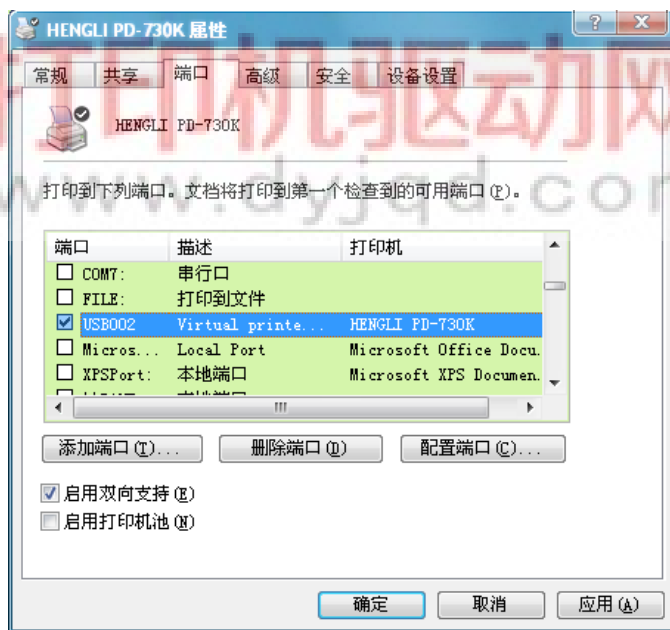 HENGLI PD-730K 属性
常规 共享 端口 高级 安全 设备设置
打印机驱动网
HENGLI PD-730K
打印到下列端口。文档将打印到第一个检查到的可用端口(P)。
www.dyjqd.com
端口 描述 打印机
COM7: 串行口
FILE: 打印到文件
USB002 Virtual printe... HENGLI PD-730K
Micros... Local Port Microsoft Office Docu.
XPSPort: 本地端口 Microsoft XPS Documen.
添加端口(T)... 删除端口(D) 配置端口(C)...
启用双向支持(E)
启用打印机池(N)
确定 取消 应用(A)